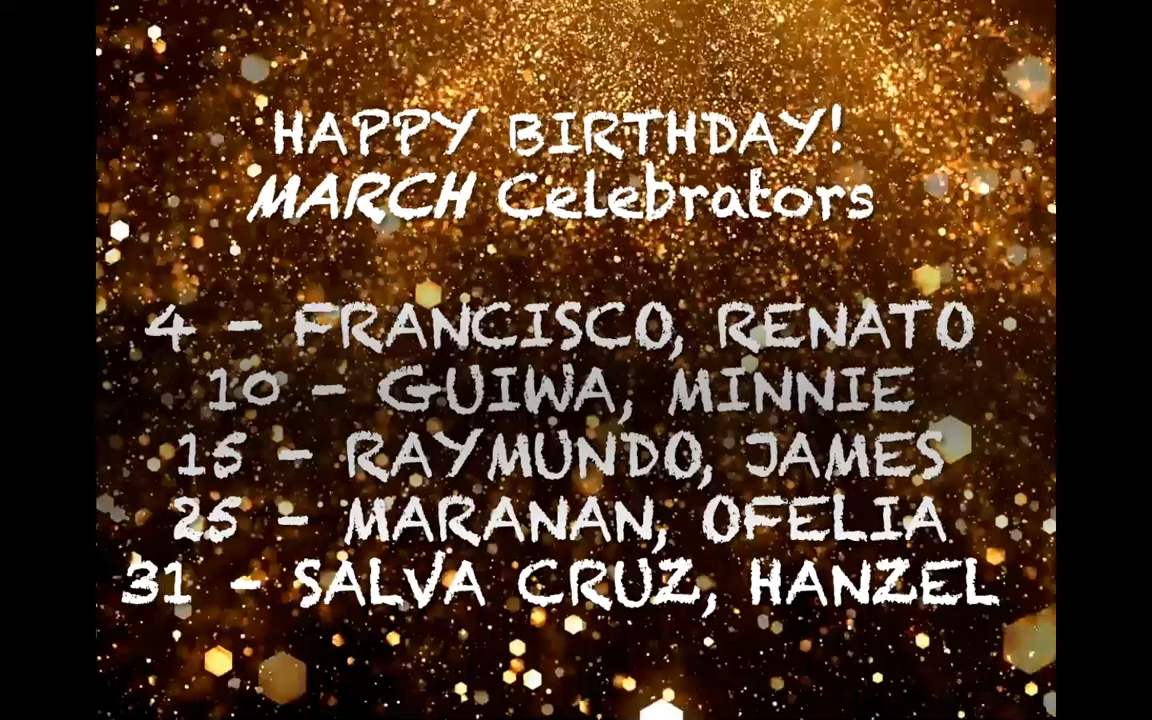 HAPPY BIRTHDAY!
MARCH Celebrators
4 - FRANCISCO, RENATO
10 - GUIWA, MINNIE
15 - RAYMUNDO, JAMES
25 - MARANAN, OFELIA
31 - SALVA CRUZ, HANZEL